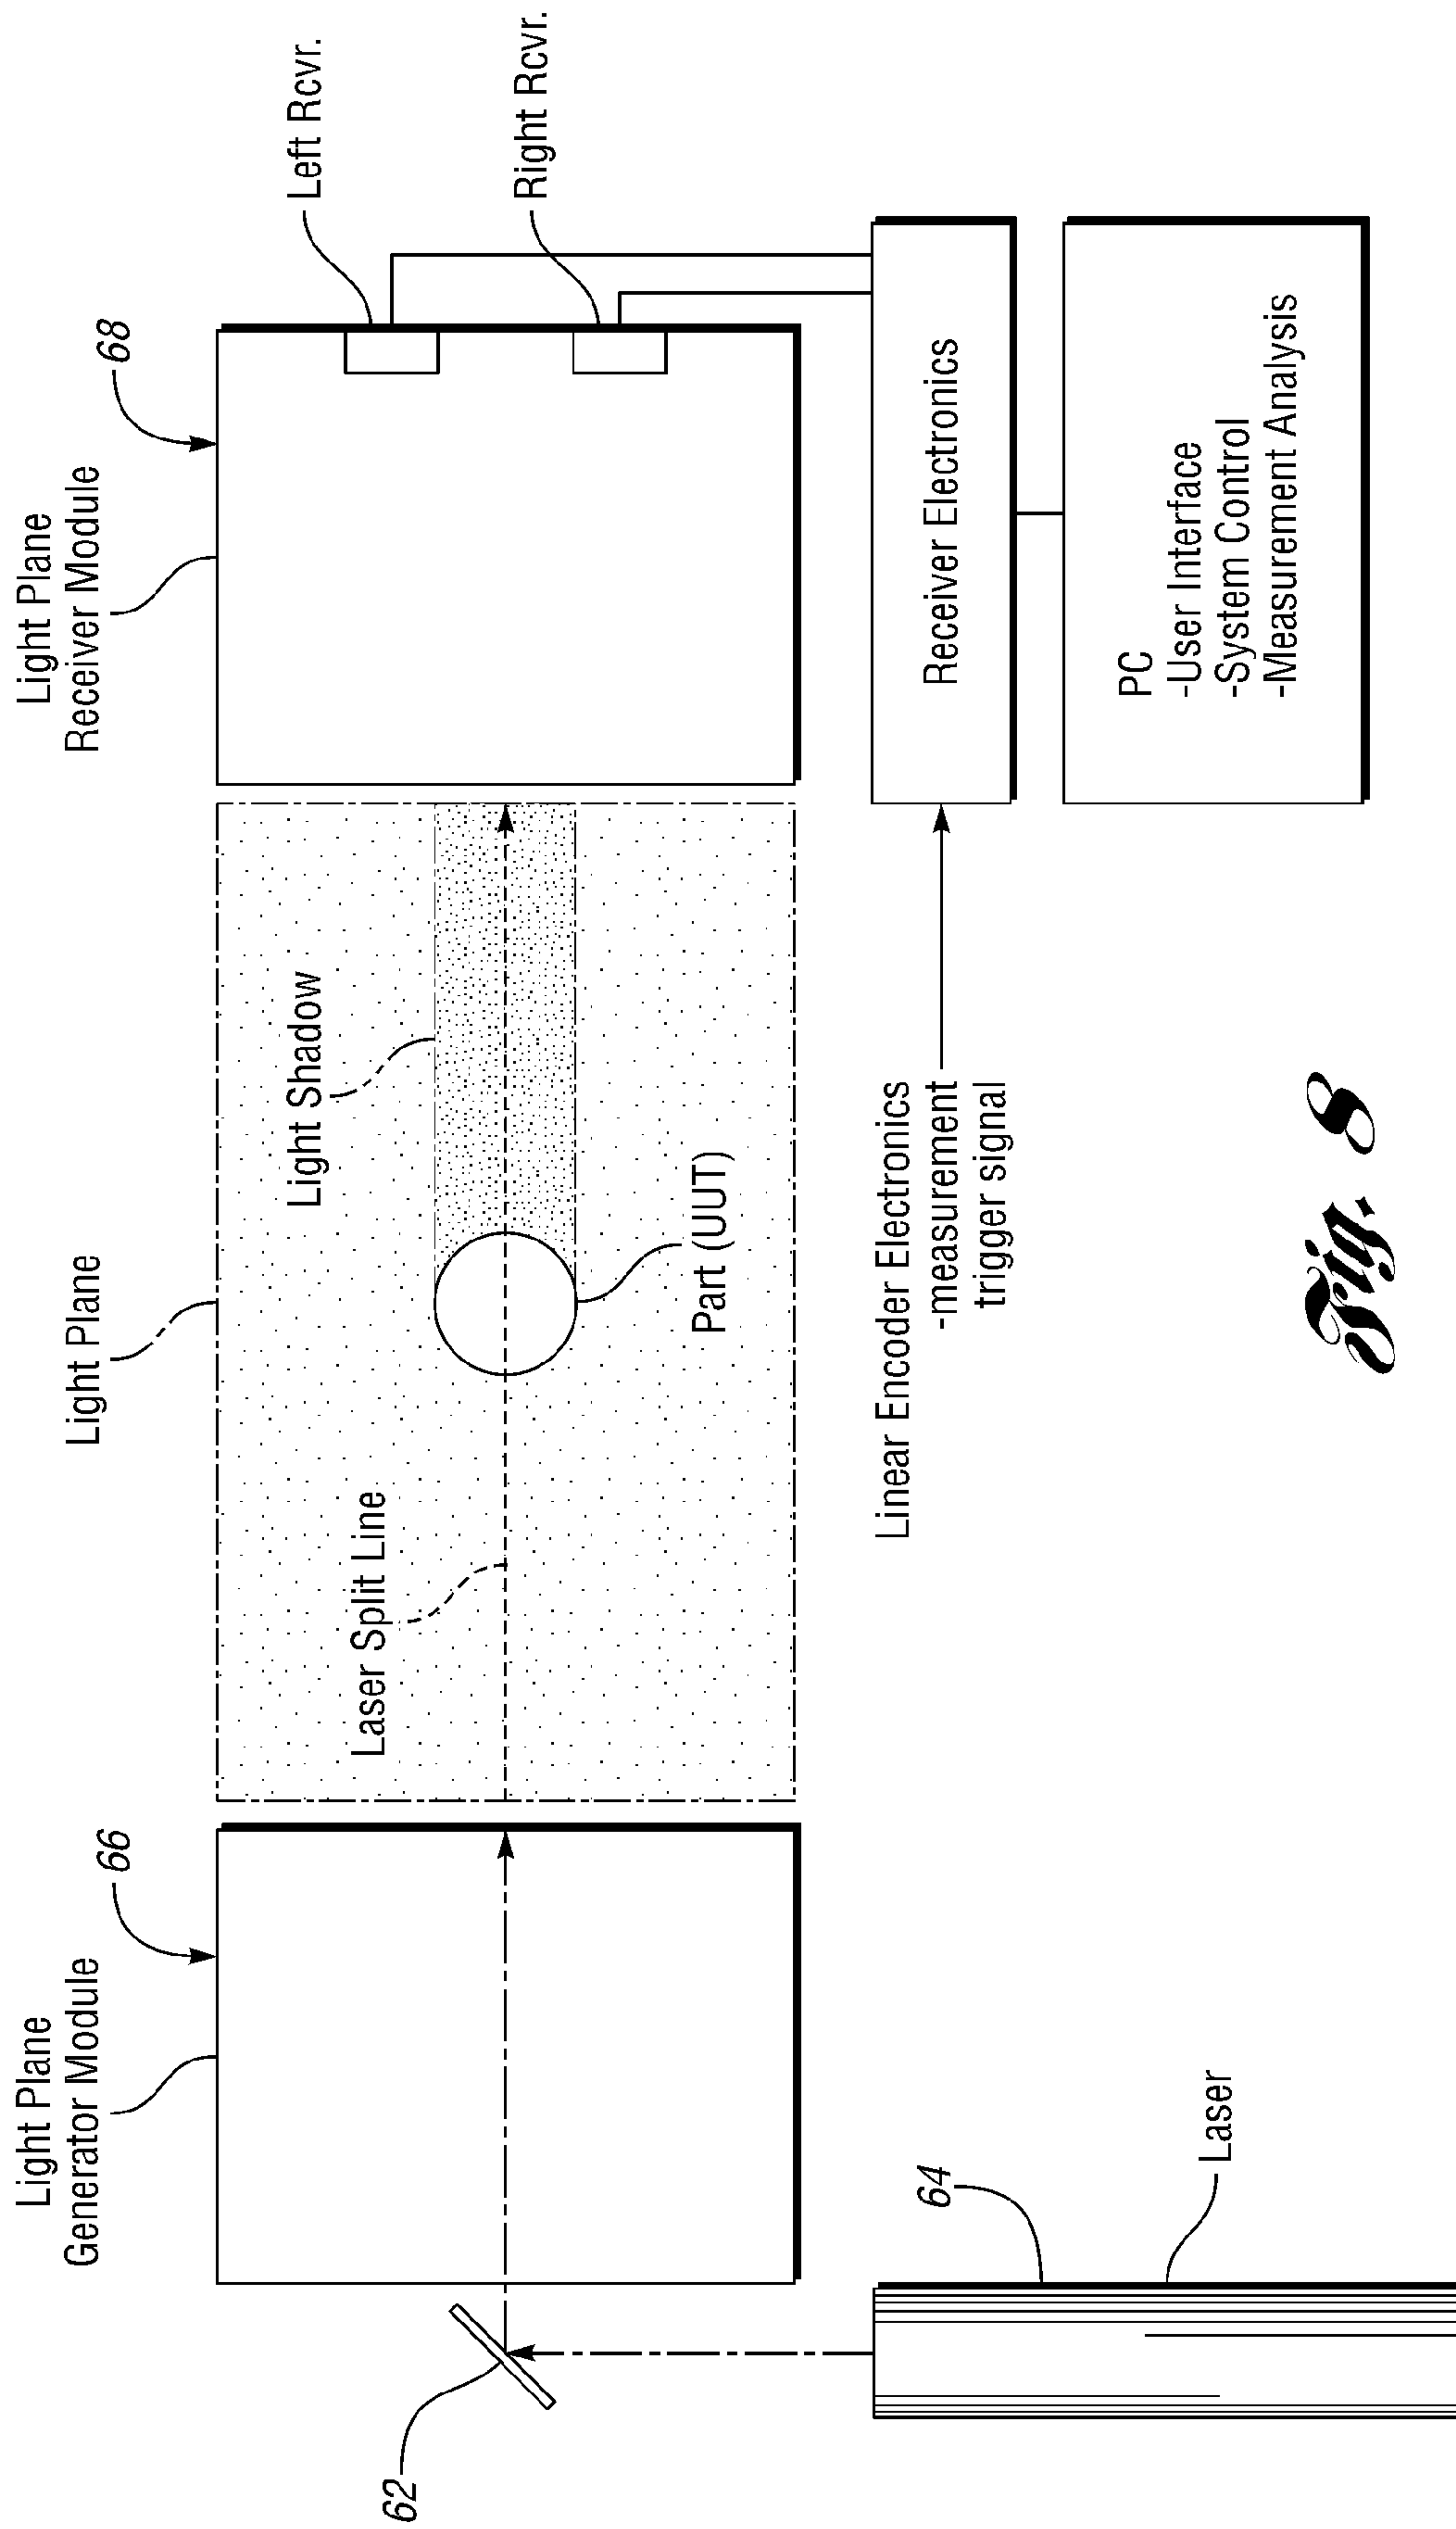 Light Plane
Generator Module
66
Light Plane
Light Plane
Receiver Module
68
62
Laser Split Line
Light Shadow
Part (UUT)
Left Rcvr.
Right Rcvr.
64
Laser
Linear Encoder Electronics
-measurement
trigger signal
Receiver Electronics
PC
-User Interface
-System Control
-Measurement Analysis
Fig. 8